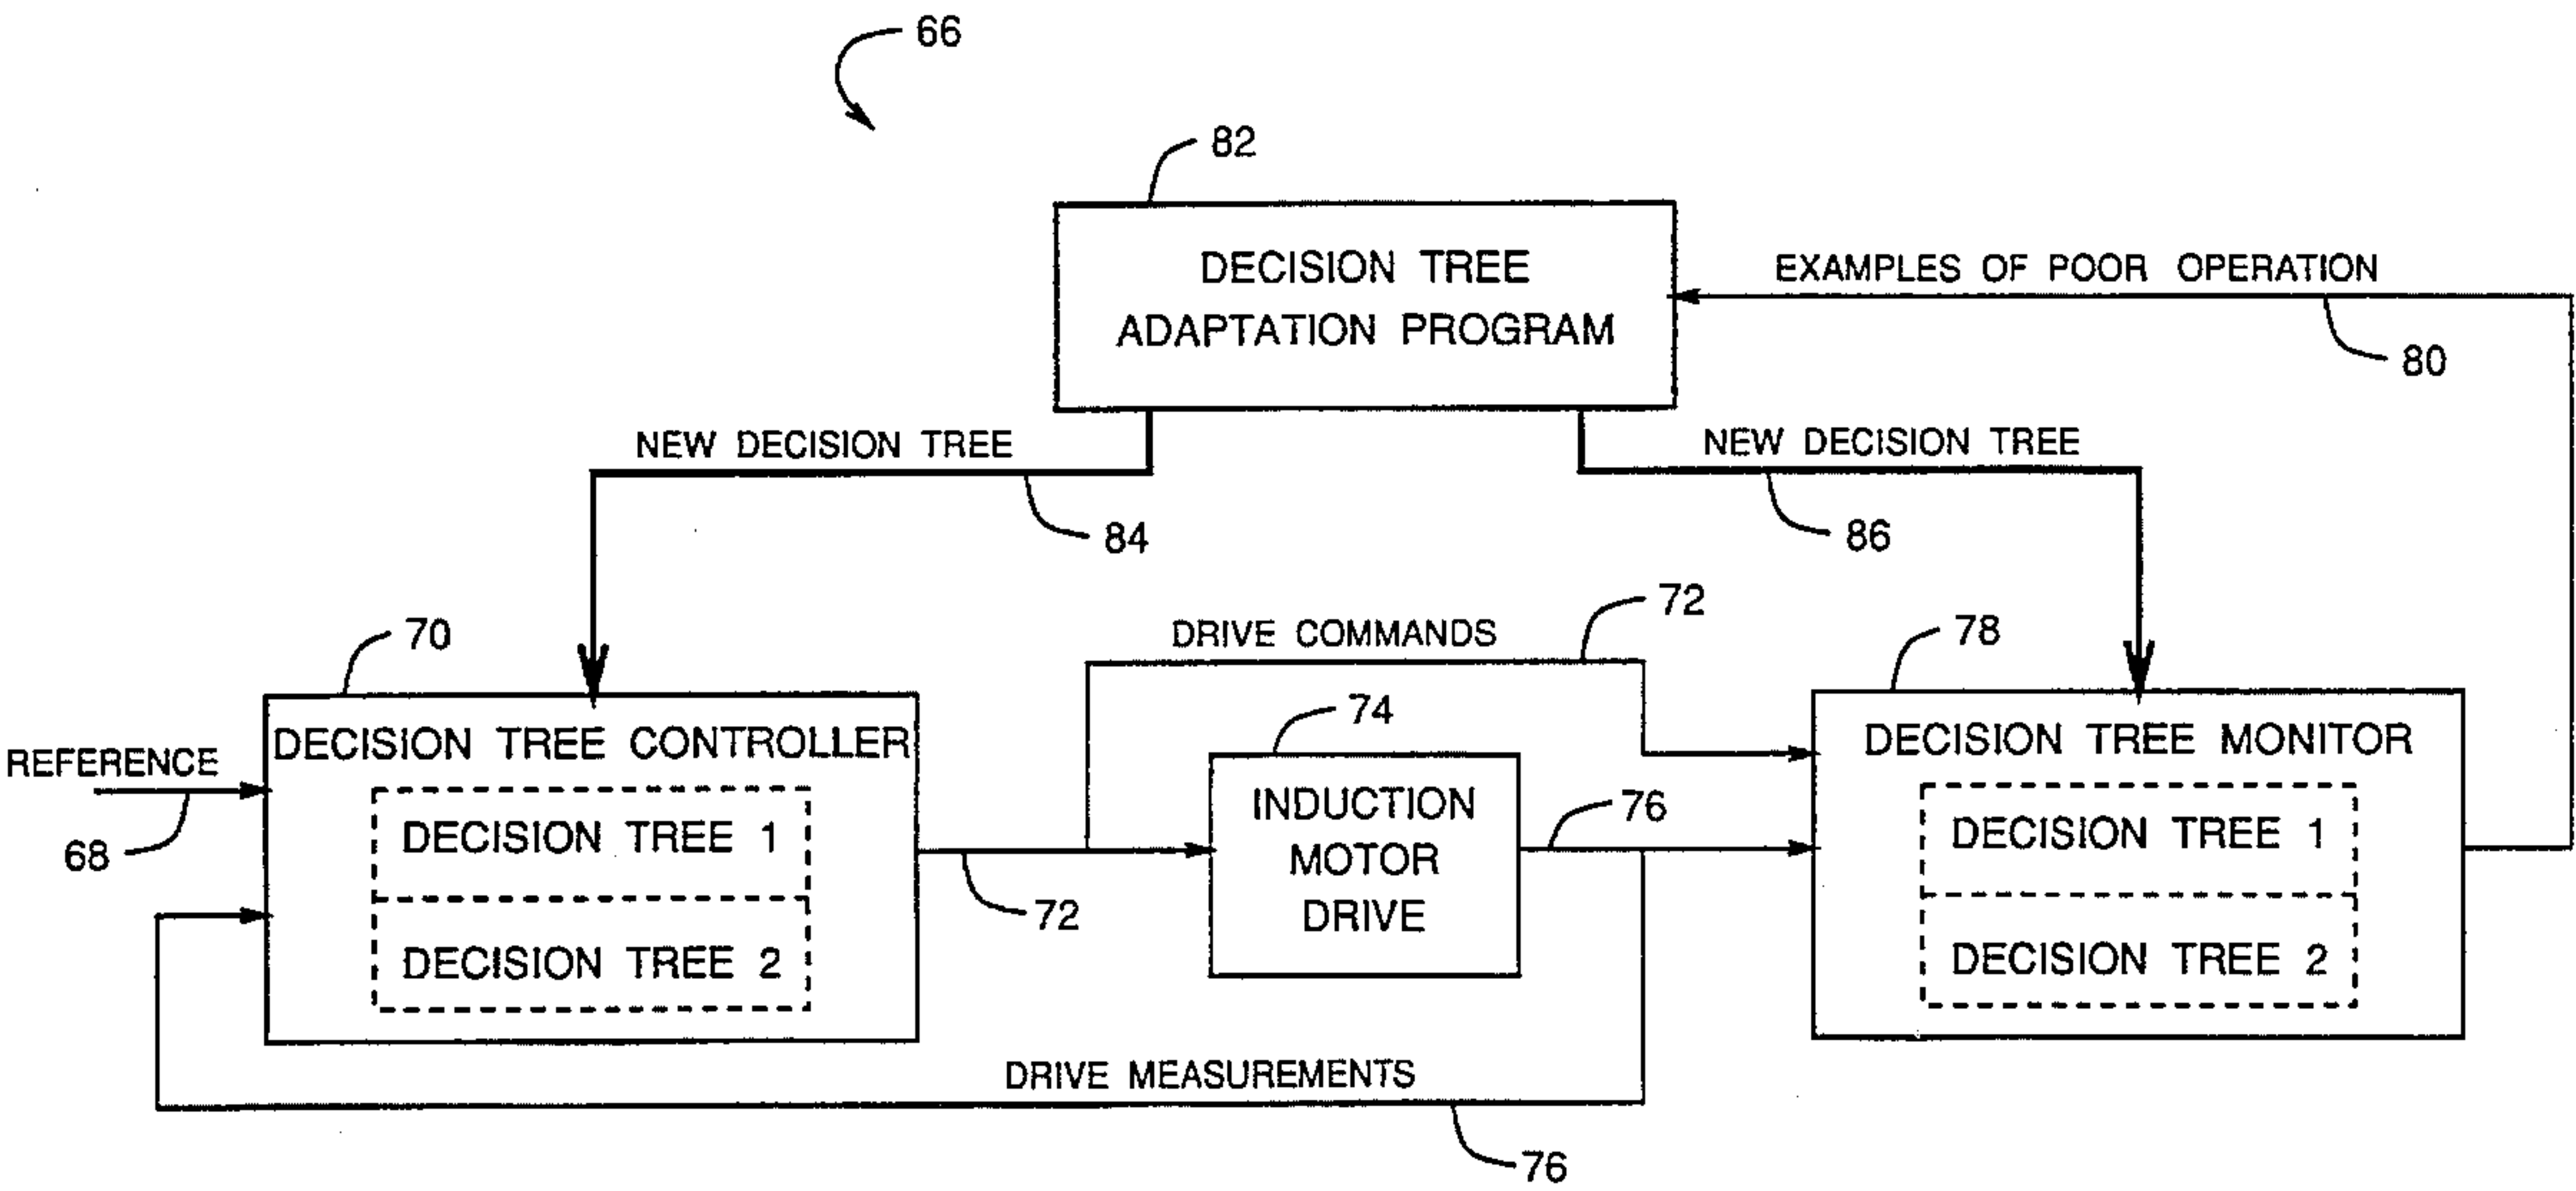 66
82
DECISION TREE
ADAPTATION PROGRAM
EXAMPLES OF POOR OPERATION
80
NEW DECISION TREE
84
NEW DECISION TREE
86
70
DRIVE COMMANDS
72
78
REFERENCE
68
DECISION TREE CONTROLLER
DECISION TREE 1
DECISION TREE 2
72
74
INDUCTION
MOTOR
DRIVE
76
DECISION TREE MONITOR
DECISION TREE 1
DECISION TREE 2
DRIVE MEASUREMENTS
76